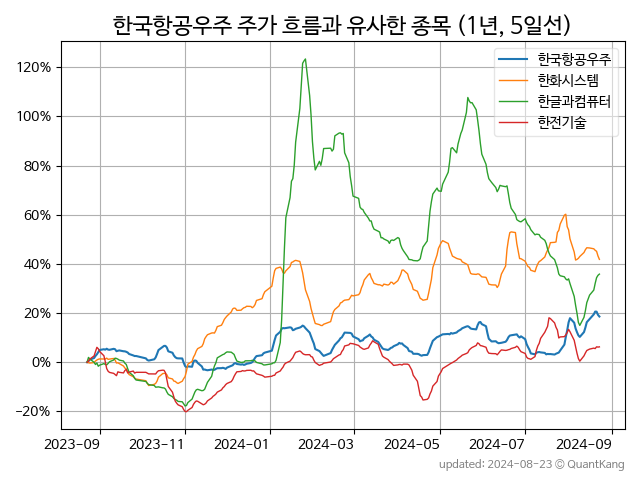 한국항공우주 주가 흐름과 유사한 종목 (1년, 5일선)
한국항공우주
한화시스템
한글과컴퓨터
한전기술
120%
100%
80%
60%
40%
20%
0%
−20%
2023-09
2023-11
2024-01
2024-03
2024-05
2024-07
2024-09
updated: 2024-08-23 © QuantKang